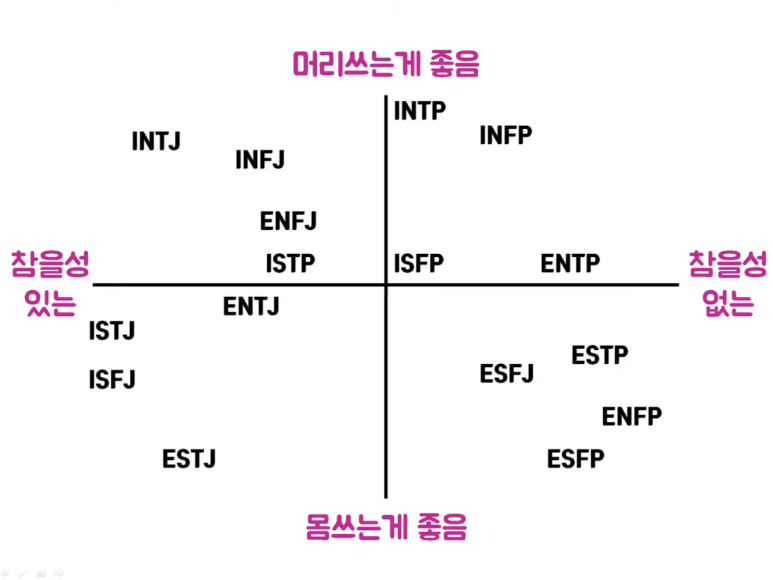 머리쓰는게 좋음
INTP
INTJ
INFP
INFJ
ENFJ
참을성
있는
ISTP
ISFP
ENTP
참을성
없는
ENTJ
ISTJ
ESTP
ESFJ
ISFJ
ENFP
ESTJ
ESFP
몸쓰는게 좋음